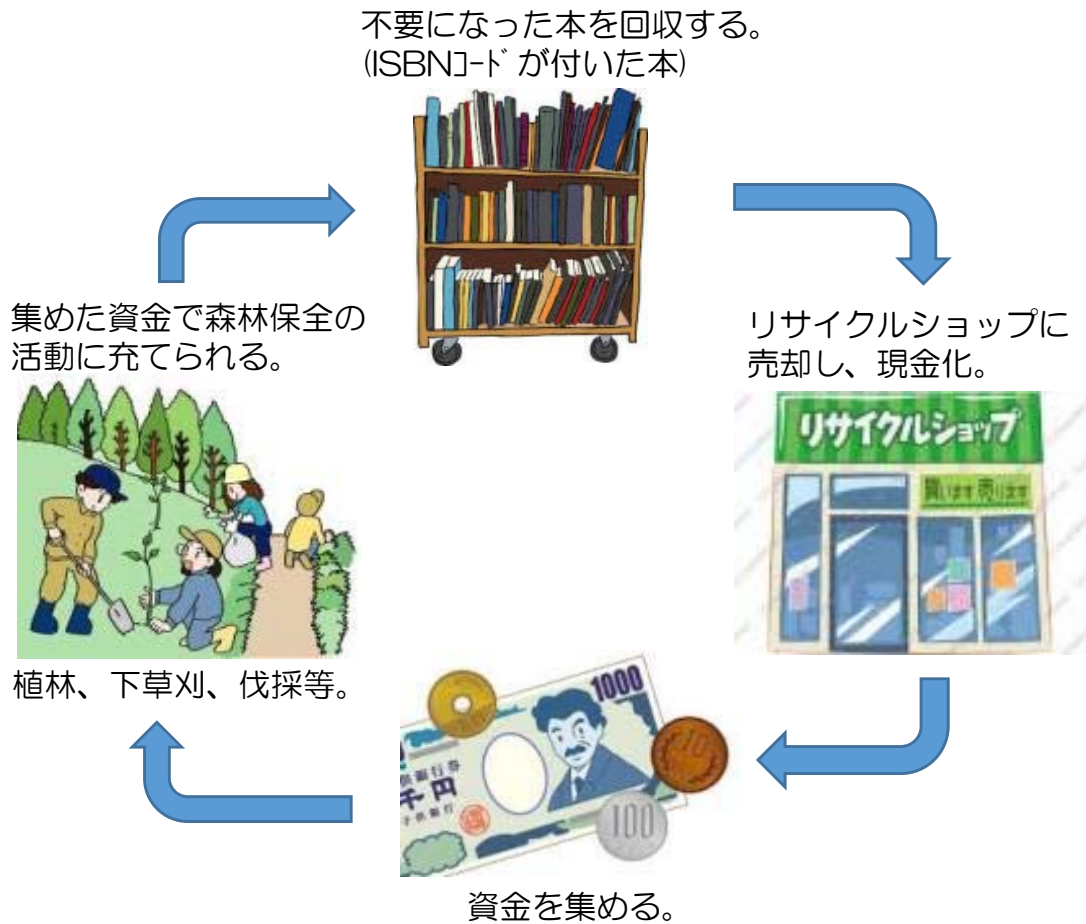 不要になった本を回収する。
(ISBNｺｰﾄﾞが付いた本)
集めた資金で森林保全の
活動に充てられる。
リサイクルショップに
売却し、現金化。
リサイクルショップ
買います 売ります
植林、下草刈、伐採等。
1000
千円
10
100
資金を集める。